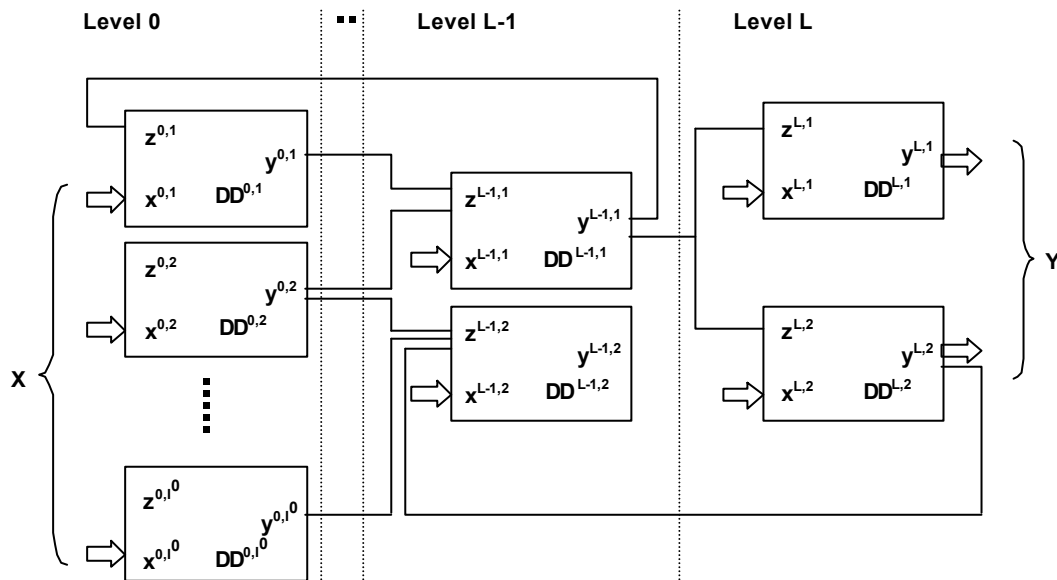 Level 0
Level L-1
Level L
z^0,1
y^0,1
x^0,1 DD^0,1
z^0,2
y^0,2
x^0,2 DD^0,2
z^0,I^0
y^0,I^0
x^0,I^0 DD^0,I^0
X
z^L-1,1
y^L-1,1
x^L-1,1 DD^L-1,1
z^L-1,2
y^L-1,2
x^L-1,2 DD^L-1,2
z^L,1
y^L,1
x^L,1 DD^L,1
z^L,2
y^L,2
x^L,2 DD^L,2
Y